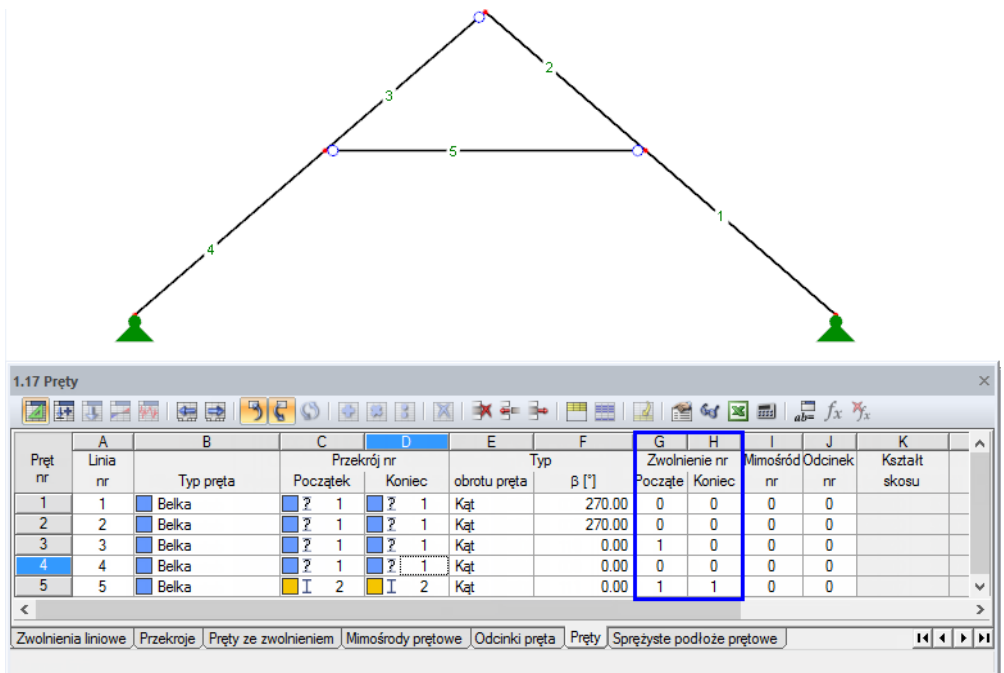 2
3
5
1
4
1.17 Pręty
A B C D E F G H I J K
Pręt Linia Przekrój nr Typ Zwolnienie nr Mimośród Odcinek Kształt
nr nr Typ pręta Początek Koniec obrotu pręta β [°] Począte Koniec nr nr skosu
1 1 Belka 1 1 Kąt 270.00 0 0 0 0
2 2 Belka 1 1 Kąt 270.00 0 0 0 0
3 3 Belka 1 1 Kąt 0.00 1 0 0 0
4 4 Belka 1 1 Kąt 0.00 0 0 0 0
5 5 Belka 2 2 Kąt 0.00 1 1 0 0
Zwolnienia liniowe Przekroje Pręty ze zwolnieniem Mimośrody prętowe Odcinki pręta Pręty Sprężyste podłoże prętowe